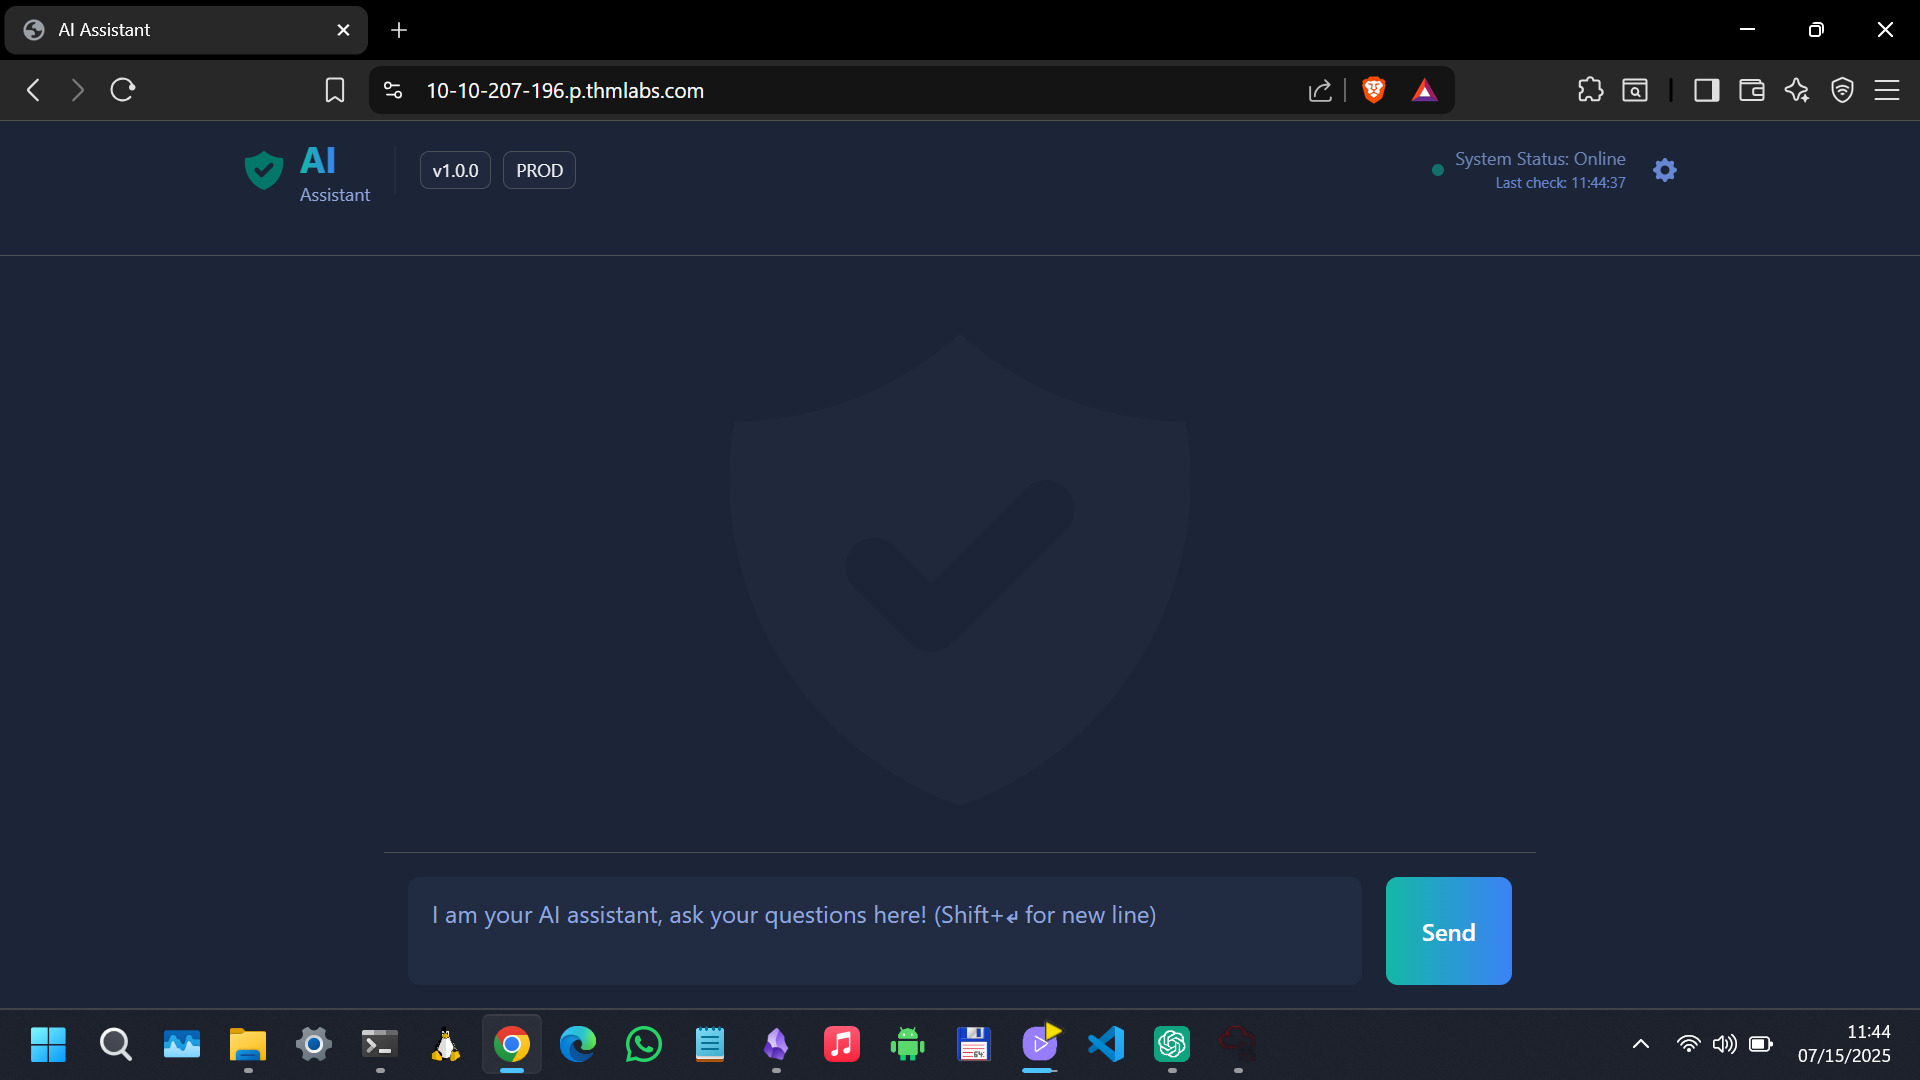 AI Assistant
10-10-207-196.p.thmlabs.com
AI
Assistant
v1.0.0
PROD
System Status: Online
Last check: 11:44:37
I am your AI assistant, ask your questions here! (Shift+↵ for new line)
Send
64
11:44
07/15/2025